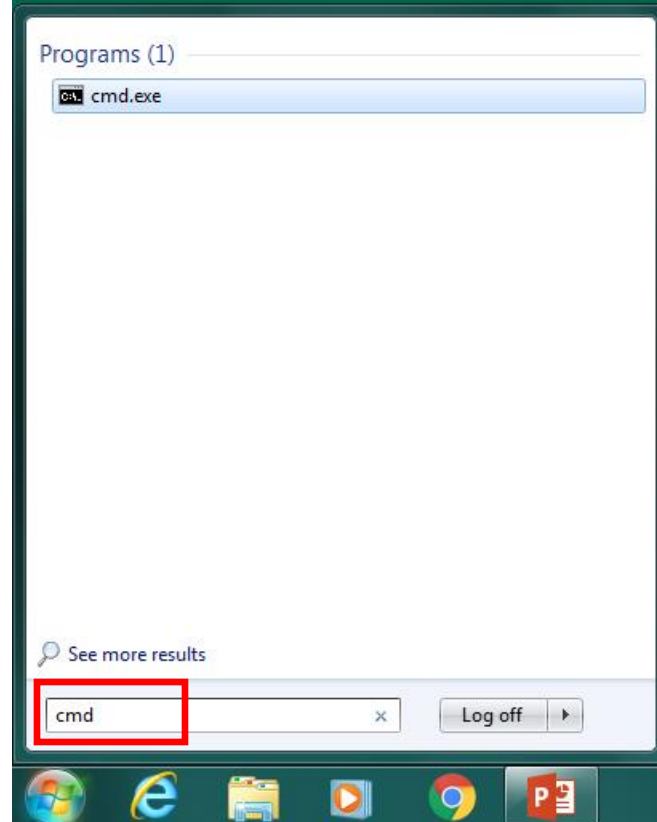 Programs (1)
C:\. cmd.exe
See more results
cmd
Log off
P